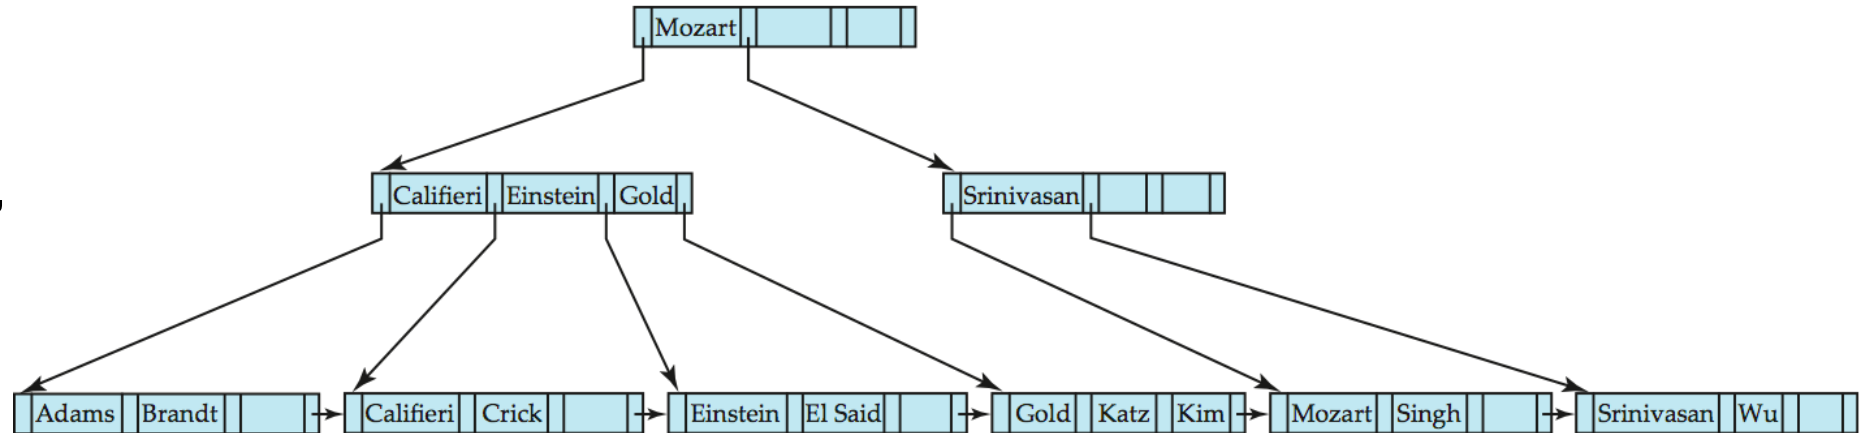 Mozart
Califieri Einstein Gold Srinivasan
Adams Brandt Califieri Crick Einstein El Said Gold Katz Kim Mozart Singh Srinivasan Wu